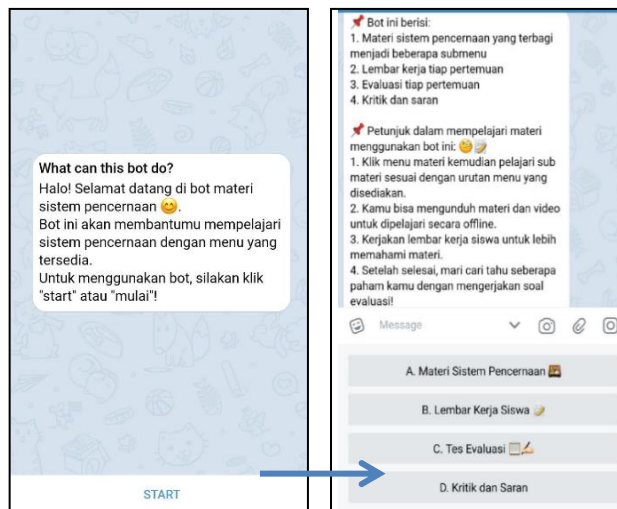 What can this bot do?
Halo! Selamat datang di bot materi
sistem pencernaan 😊.
Bot ini akan membantumu mempelajari
sistem pencernaan dengan menu yang
tersedia.
Untuk menggunakan bot, silakan klik
"start" atau "mulai"!
START
📌 Bot ini berisi:
1. Materi sistem pencernaan yang terbagi
menjadi beberapa submenu
2. Lembar kerja tiap pertemuan
3. Evaluasi tiap pertemuan
4. Kritik dan saran
📌 Petunjuk dalam mempelajari materi
menggunakan bot ini: 🧐📝
1. Klik menu materi kemudian pelajari sub
materi sesuai dengan urutan menu yang
disediakan.
2. Kamu bisa mengunduh materi dan video
untuk dipelajari secara offline.
3. Kerjakan lembar kerja siswa untuk lebih
memahami materi.
4. Setelah selesai, mari cari tahu seberapa
paham kamu dengan mengerjakan soal
evaluasi!
Message
A. Materi Sistem Pencernaan
B. Lembar Kerja Siswa 📝
C. Tes Evaluasi
D. Kritik dan Saran